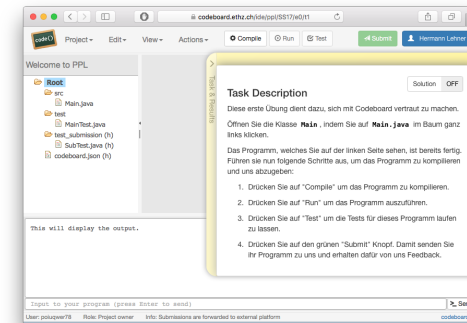 codeboard.ethz.ch/ide/ppl/SS17/e0/t1
code
Project
Edit
View
Actions
Compile
Run
Test
Submit
Hermann Lehner
Welcome to PPL
Root
src
Main.java
test
MainTest.java
test_submission (h)
SubTest.java (h)
codeboard.json (h)
Task & Results
Solution OFF
Task Description
Diese erste Übung dient dazu, sich mit Codeboard vertraut zu machen.
Öffnen Sie die Klasse Main, indem Sie auf Main.java im Baum ganz
links klicken.
Das Programm, welches Sie auf der linken Seite sehen, ist bereits fertig.
Führen sie nun folgende Schritte aus, um das Programm zu kompilieren
und uns abzugeben:
1. Drücken Sie auf "Compile" um das Programm zu kompilieren.
2. Drücken Sie auf "Run" um das Programm auszuführen.
3. Drücken Sie auf "Test" um die Tests für dieses Programm laufen
zu lassen.
4. Drücken Sie auf den grünen "Submit" Knopf. Damit senden Sie
ihr Programm zu uns und erhalten dafür von uns Feedback.
This will display the output.
Input to your program (press Enter to send)
>_ Sen
User: poiuqwer78 Role: Project owner Info: Submissions are forwarded to external platform
codeboard